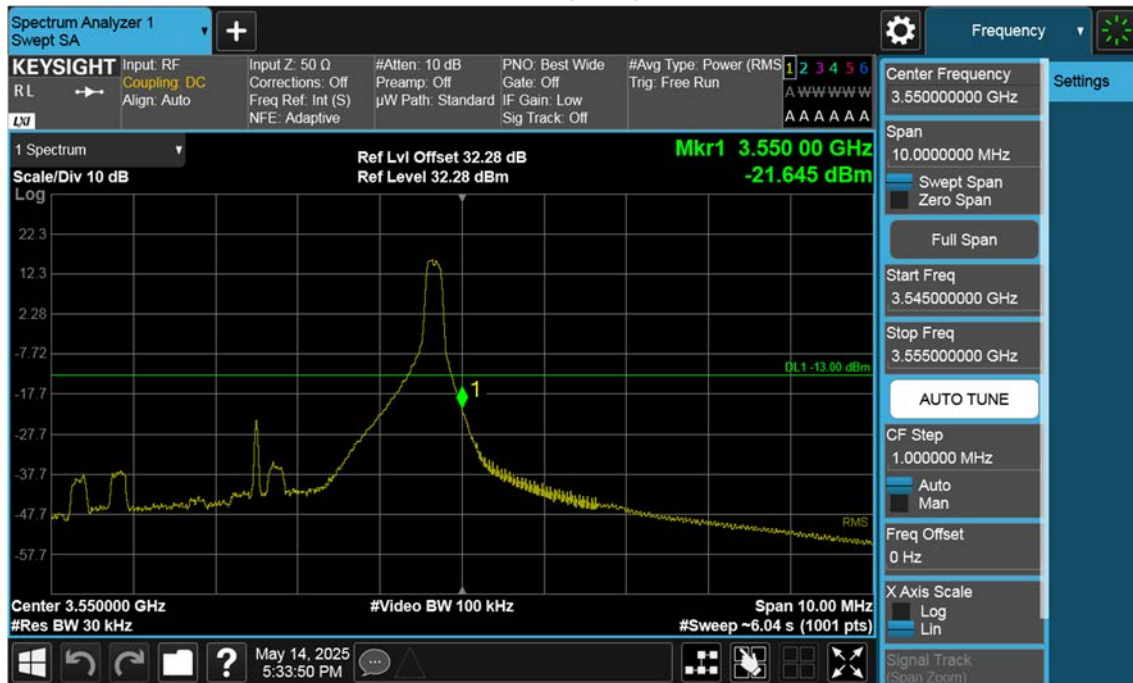 Spectrum Analyzer 1
Swept SA
+
Frequency
KEYSIGHT
R L
LXI
Input: RF
Coupling: DC
Align: Auto
Input Z: 50 Ω
Corrections: Off
Freq Ref: Int (S)
NFE: Adaptive
#Atten: 10 dB
Preamp: Off
µW Path: Standard
PNO: Best Wide
Gate: Off
IF Gain: Low
Sig Track: Off
#Avg Type: Power (RMS
Trig: Free Run
1 2 3 4 5 6
A W W W W W
A A A A A A
1 Spectrum
Scale/Div 10 dB
Log
Ref Lvl Offset 32.28 dB
Ref Level 32.28 dBm
Mkr1 3.550 00 GHz
-21.645 dBm
22.3
12.3
2.28
-7.72
-17.7
-27.7
-37.7
-47.7
-57.7
DL1 -13.00 dBm
1
RMS
Center 3.550000 GHz
#Res BW 30 kHz
#Video BW 100 kHz
Span 10.00 MHz
#Sweep ~6.04 s (1001 pts)
?
May 14, 2025
5:33:50 PM
Center Frequency
3.550000000 GHz
Span
10.0000000 MHz
Swept Span
Zero Span
Full Span
Start Freq
3.545000000 GHz
Stop Freq
3.555000000 GHz
AUTO TUNE
CF Step
1.000000 MHz
Auto
Man
Freq Offset
0 Hz
X Axis Scale
Log
Lin
Signal Track
(Span Zoom)
Settings